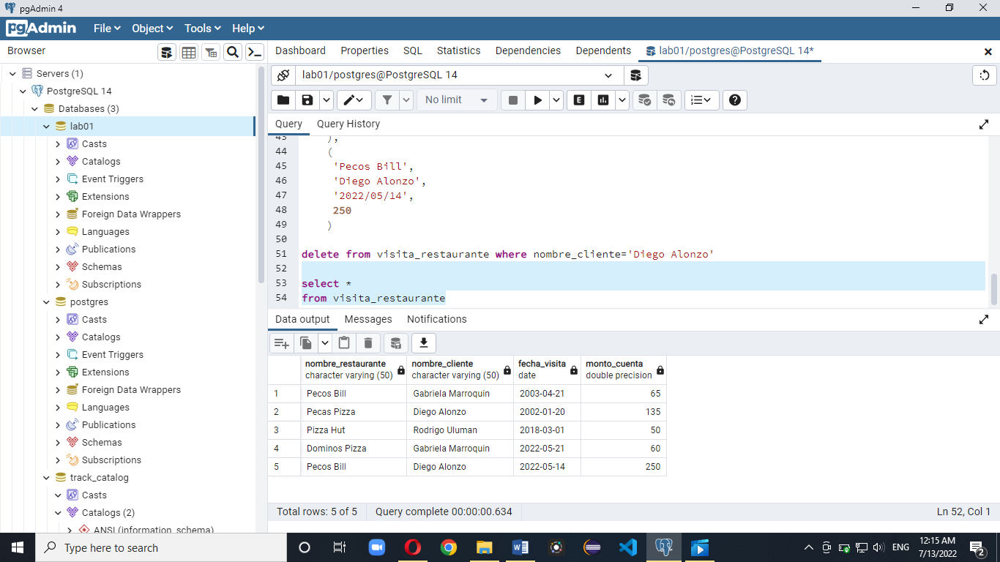 pgAdmin 4
pgAdmin File Object Tools Help
Browser
Dashboard Properties SQL Statistics Dependencies Dependents lab01/postgres@PostgreSQL 14*
Servers (1)
PostgreSQL 14
Databases (3)
lab01
Casts
Catalogs
Event Triggers
Extensions
Foreign Data Wrappers
Languages
Publications
Schemas
Subscriptions
postgres
Casts
Catalogs
Event Triggers
Extensions
Foreign Data Wrappers
Languages
Publications
Schemas
Subscriptions
track_catalog
Casts
Catalogs (2)
ANSI (information_schema)
lab01/postgres@PostgreSQL 14
No limit
E
Query Query History
43 ),
44 (
45 'Pecos Bill',
46 'Diego Alonzo',
47 '2022/05/14',
48 250
49 )
50
51 delete from visita_restaurante where nombre_cliente='Diego Alonzo'
52
53 select *
54 from visita_restaurante
Data output Messages Notifications
nombre_restaurante nombre_cliente fecha_visita monto_cuenta
character varying (50) character varying (50) date double precision
1 Pecos Bill Gabriela Marroquin 2003-04-21 65
2 Pecas Pizza Diego Alonzo 2002-01-20 135
3 Pizza Hut Rodrigo Uluman 2018-03-01 50
4 Dominos Pizza Gabriela Marroquin 2022-05-21 60
5 Pecos Bill Diego Alonzo 2022-05-14 250
Total rows: 5 of 5 Query complete 00:00:00.634 Ln 52, Col 1
Type here to search
ENG
12:15 AM
7/13/2022
2